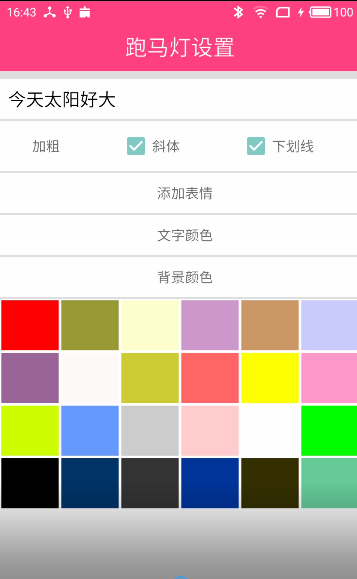 16:43 100
跑马灯设置
今天太阳好大
加粗 斜体 下划线
添加表情
文字颜色
背景颜色